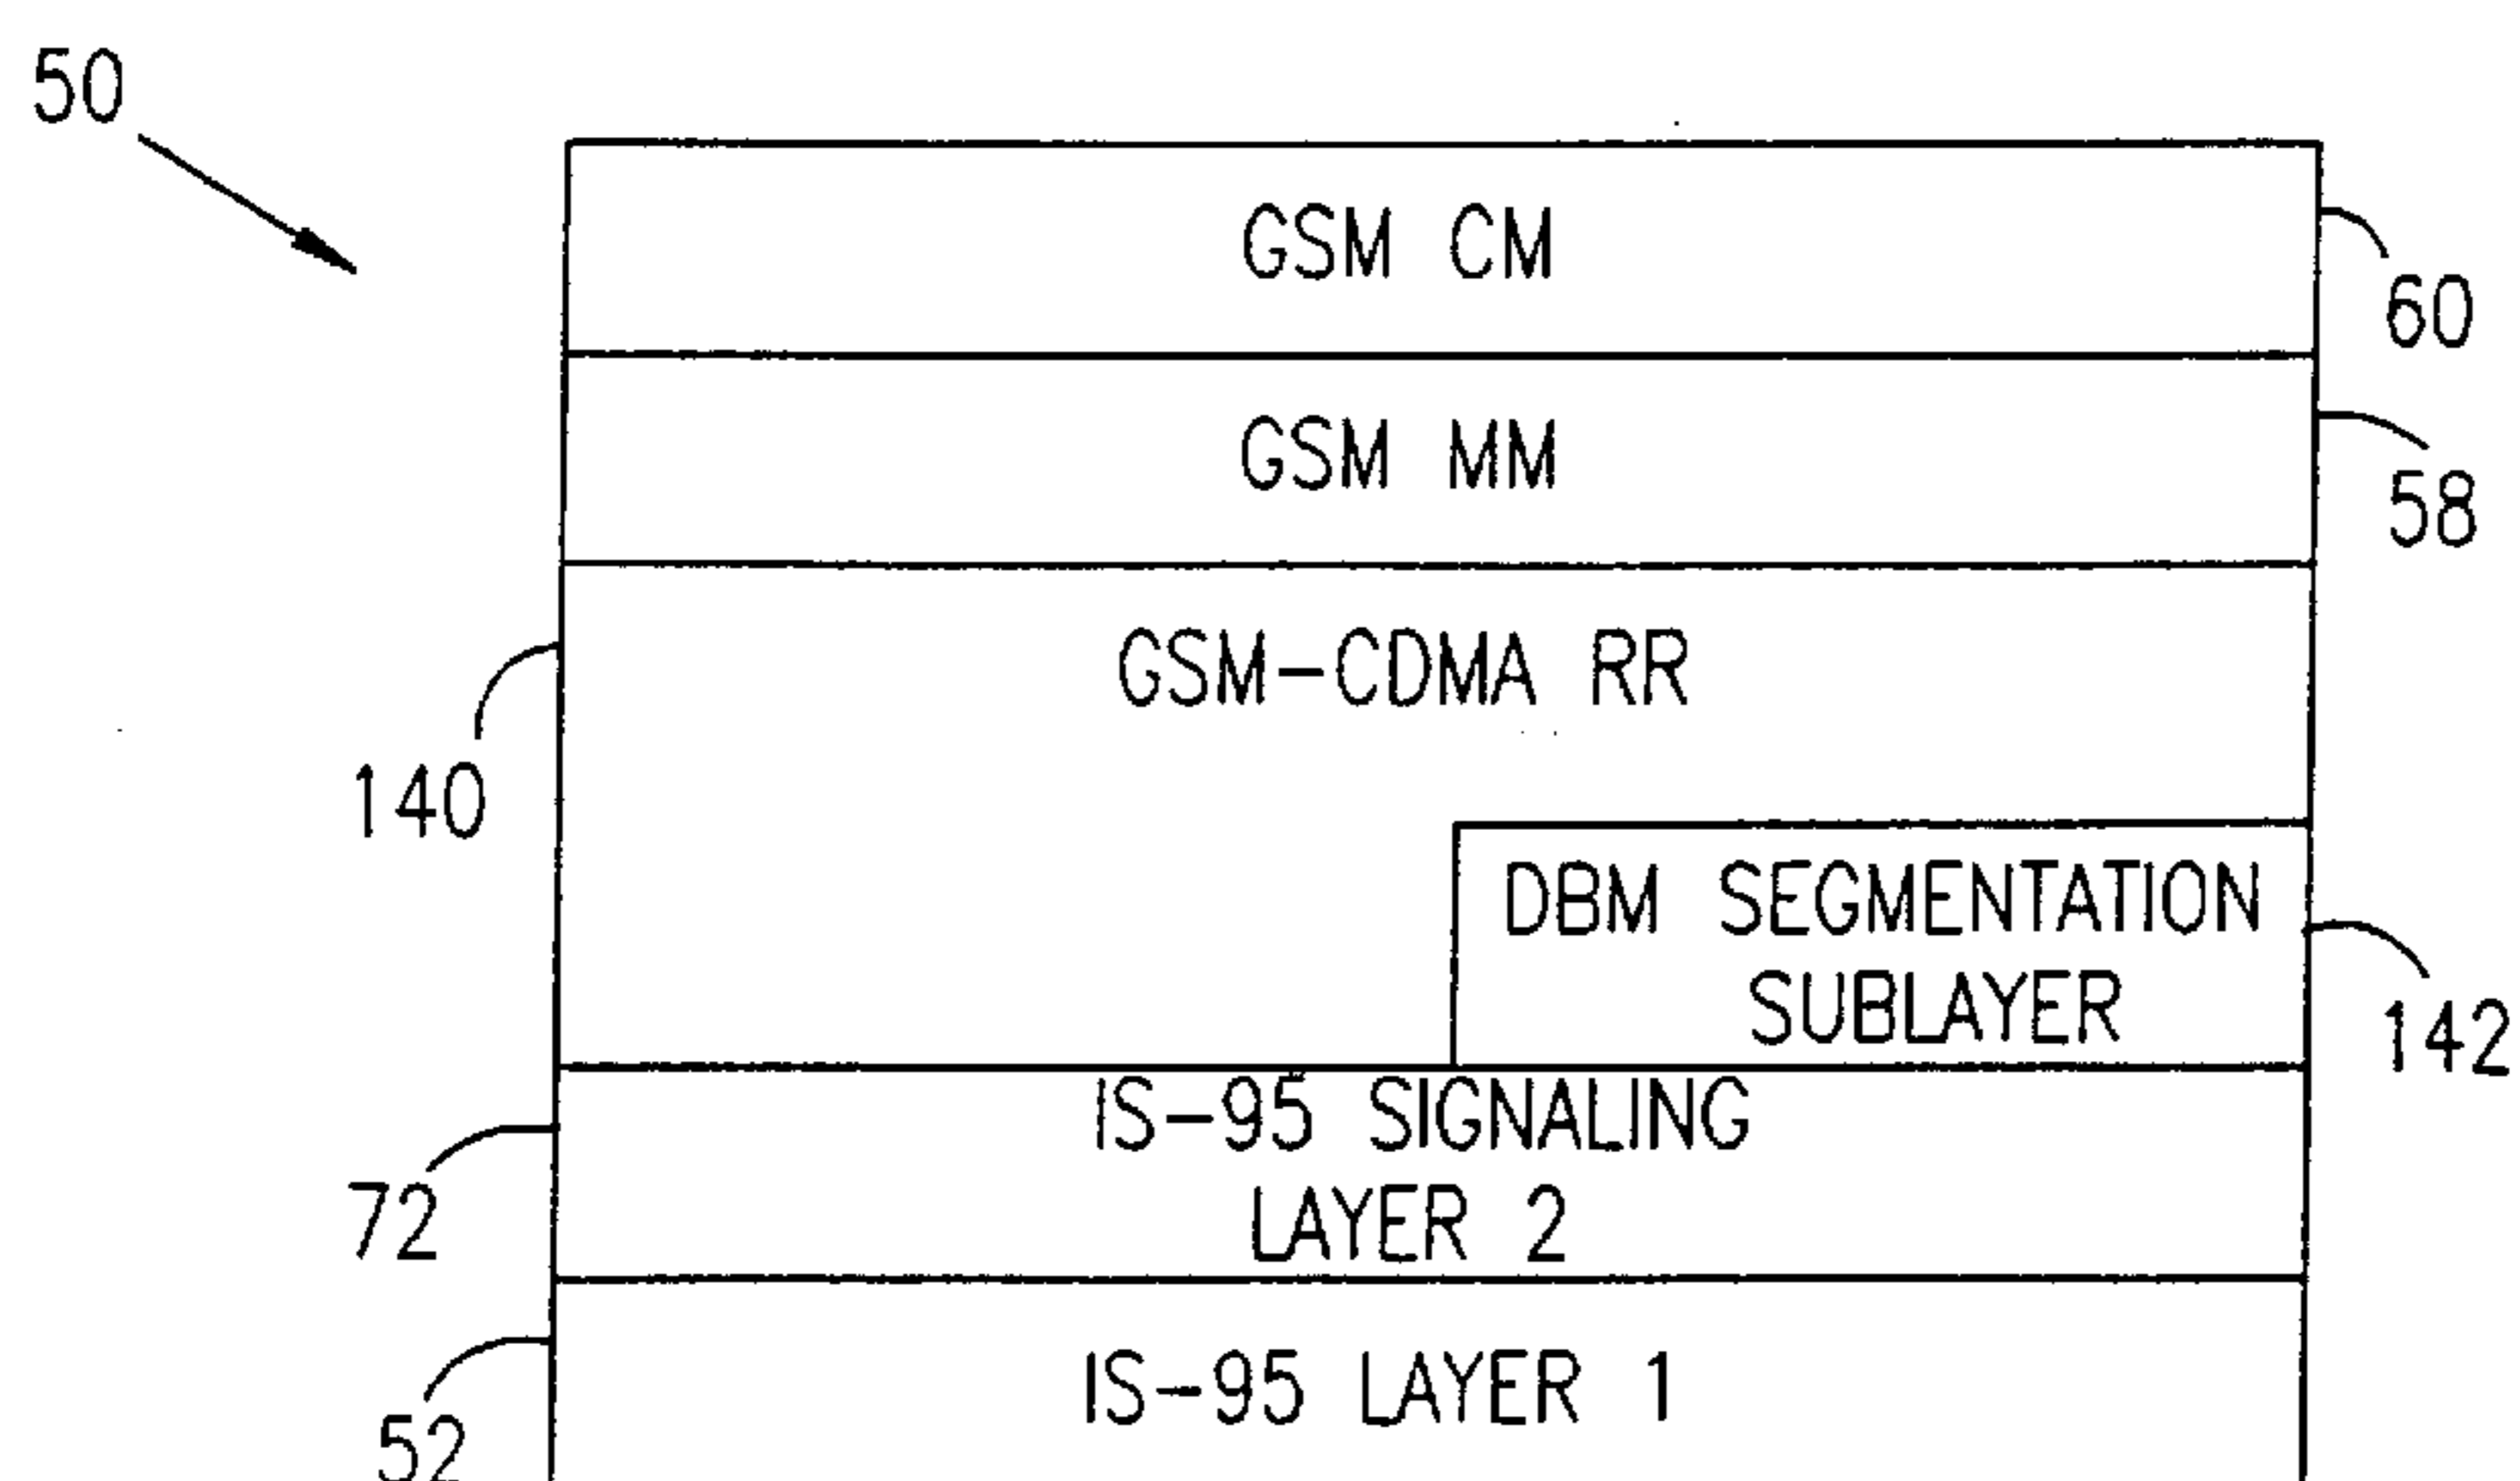 50
GSM CM
60
GSM MM
58
GSM-CDMA RR
140
DBM SEGMENTATION
SUBLAYER
142
IS-95 SIGNALING
72
LAYER 2
IS-95 LAYER 1
52